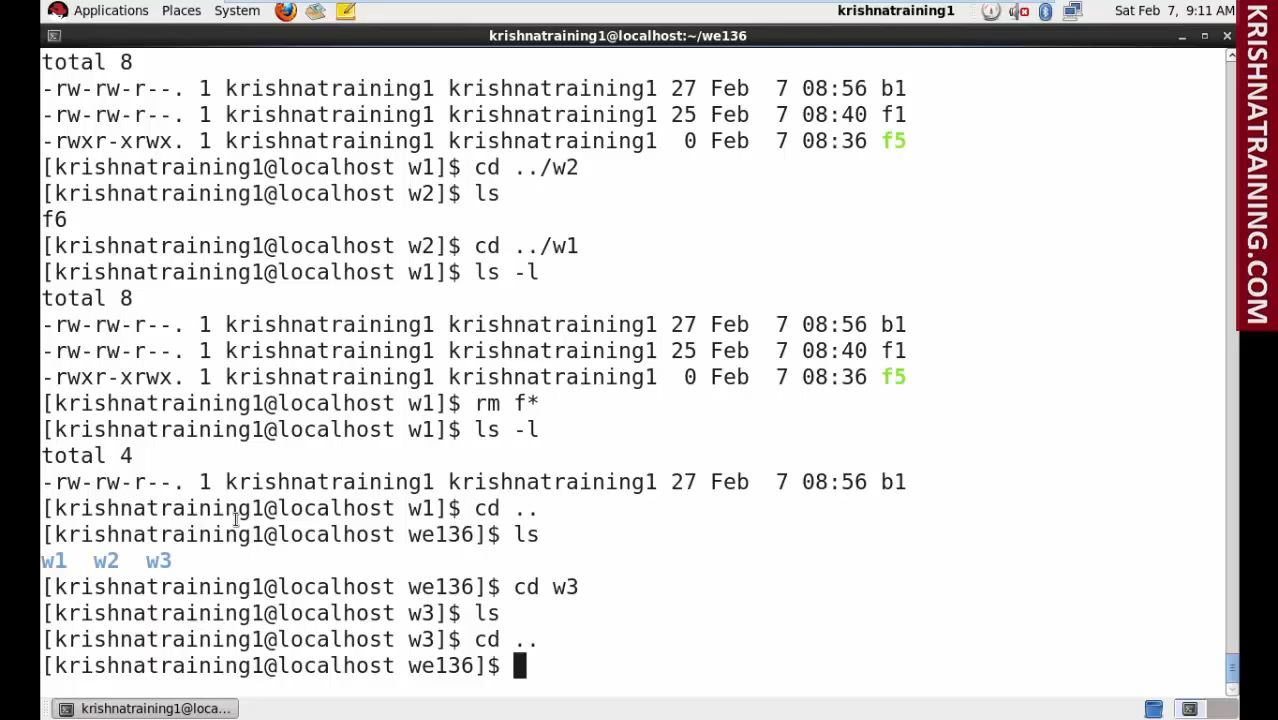 Applications Places System krishnatraining1 Sat Feb 7, 9:11 AM
krishnatraining1@localhost:~/we136
total 8
-rw-rw-r--. 1 krishnatraining1 krishnatraining1 27 Feb  7 08:56 b1
-rw-rw-r--. 1 krishnatraining1 krishnatraining1 25 Feb  7 08:40 f1
-rwxr-xrwx. 1 krishnatraining1 krishnatraining1  0 Feb  7 08:36 f5
[krishnatraining1@localhost w1]$ cd ../w2
[krishnatraining1@localhost w2]$ ls
f6
[krishnatraining1@localhost w2]$ cd ../w1
[krishnatraining1@localhost w1]$ ls -l
total 8
-rw-rw-r--. 1 krishnatraining1 krishnatraining1 27 Feb  7 08:56 b1
-rw-rw-r--. 1 krishnatraining1 krishnatraining1 25 Feb  7 08:40 f1
-rwxr-xrwx. 1 krishnatraining1 krishnatraining1  0 Feb  7 08:36 f5
[krishnatraining1@localhost w1]$ rm f*
[krishnatraining1@localhost w1]$ ls -l
total 4
-rw-rw-r--. 1 krishnatraining1 krishnatraining1 27 Feb  7 08:56 b1
[krishnatraining1@localhost w1]$ cd ..
[krishnatraining1@localhost we136]$ ls
w1  w2  w3
[krishnatraining1@localhost we136]$ cd w3
[krishnatraining1@localhost w3]$ ls
[krishnatraining1@localhost w3]$ cd ..
[krishnatraining1@localhost we136]$
krishnatraining1@loca...
KRISHNATRAINING.COM